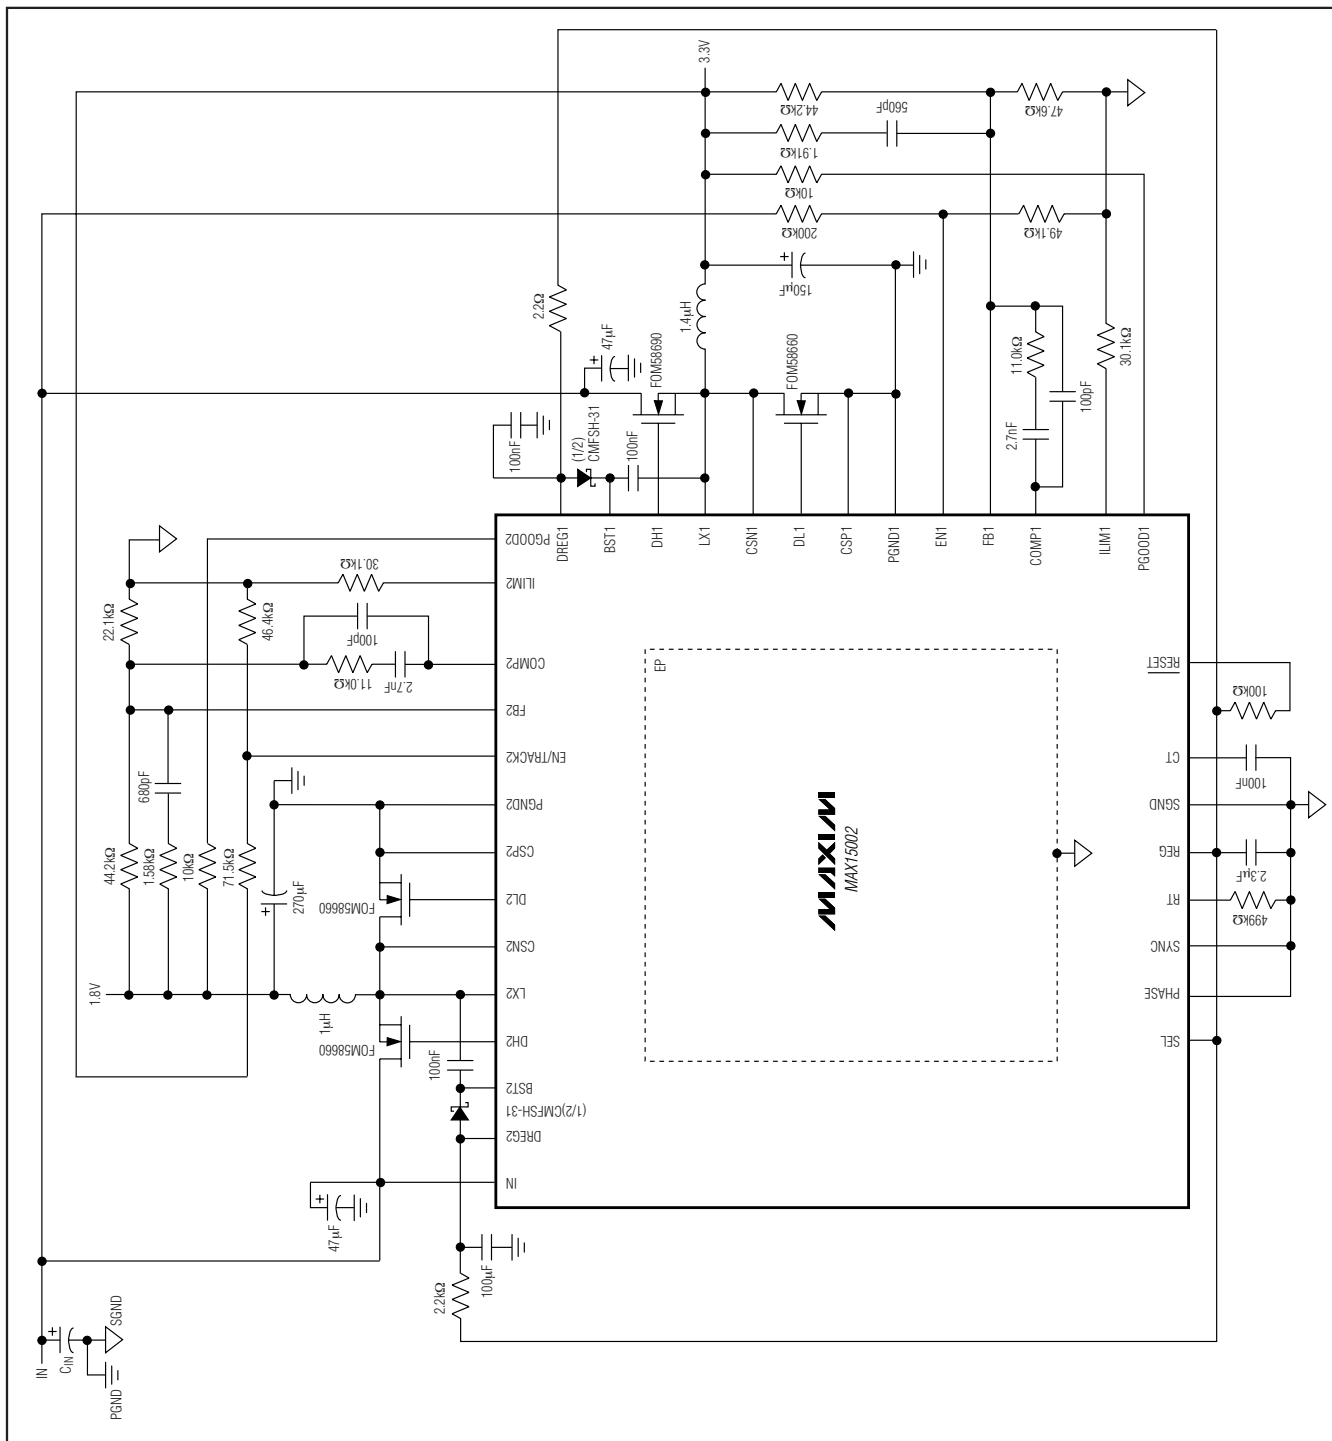 3.3V
44.2kΩ
560pF
47.6kΩ
1.91kΩ
10kΩ
200kΩ
49.1kΩ
150µF
2.2Ω
1.4µH
47µF
FOM58690
FOM58660
11.0kΩ
30.1kΩ
100pF
2.7nF
100nF
(1/2)
CMFSH-31
100nF
DREG1
BST1
DH1
LX1
CSN1
DL1
CSP1
PGND1
EN1
FB1
COMP1
ILIM1
PGOOD1
PGOOD2
ILIM2
COMP2
FB2
EN/TRACK2
PGND2
CSP2
DL2
CSN2
LX2
DH2
BST2
DREG2
IN
30.1kΩ
22.1kΩ
46.4kΩ
100pF
11.0kΩ
2.7nF
680pF
44.2kΩ
1.58kΩ
10kΩ
71.5kΩ
270µF
FOM58660
1.8V
1µH
FOM58660
100nF
(1/2)CMFSH-31
47µF
100µF
2.2kΩ
EP
MAXIM
MAX15002
RESET
CT
SGND
REG
RT
SYNC
PHASE
SEL
100kΩ
100nF
2.3µF
499kΩ
IN
CIN
SGND
PGND